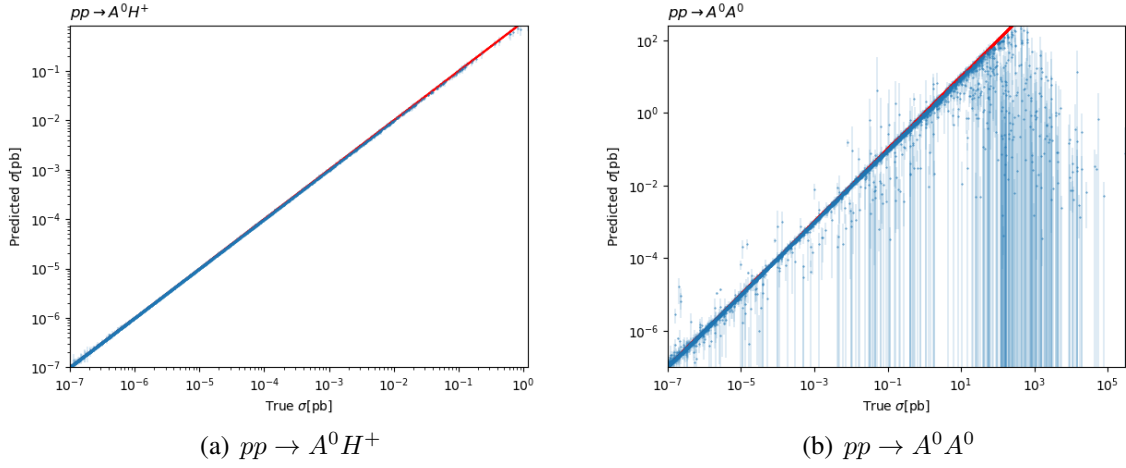 pp → A⁰H⁺
Predicted σ[pb]
10⁻¹
10⁻²
10⁻³
10⁻⁴
10⁻⁵
10⁻⁶
10⁻⁷
10⁻⁷ 10⁻⁶ 10⁻⁵ 10⁻⁴ 10⁻³ 10⁻² 10⁻¹ 10⁰
True σ[pb]
(a) pp → A⁰H⁺
pp → A⁰A⁰
Predicted σ[pb]
10²
10⁰
10⁻²
10⁻⁴
10⁻⁶
10⁻⁷ 10⁻⁵ 10⁻³ 10⁻¹ 10¹ 10³ 10⁵
True σ[pb]
(b) pp → A⁰A⁰